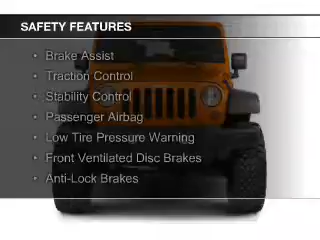 SAFETY FEATURES
• Brake Assist
• Traction Control
• Stability Control
• Passenger Airbag
• Low Tire Pressure Warning
• Front Ventilated Disc Brakes
• Anti-Lock Brakes